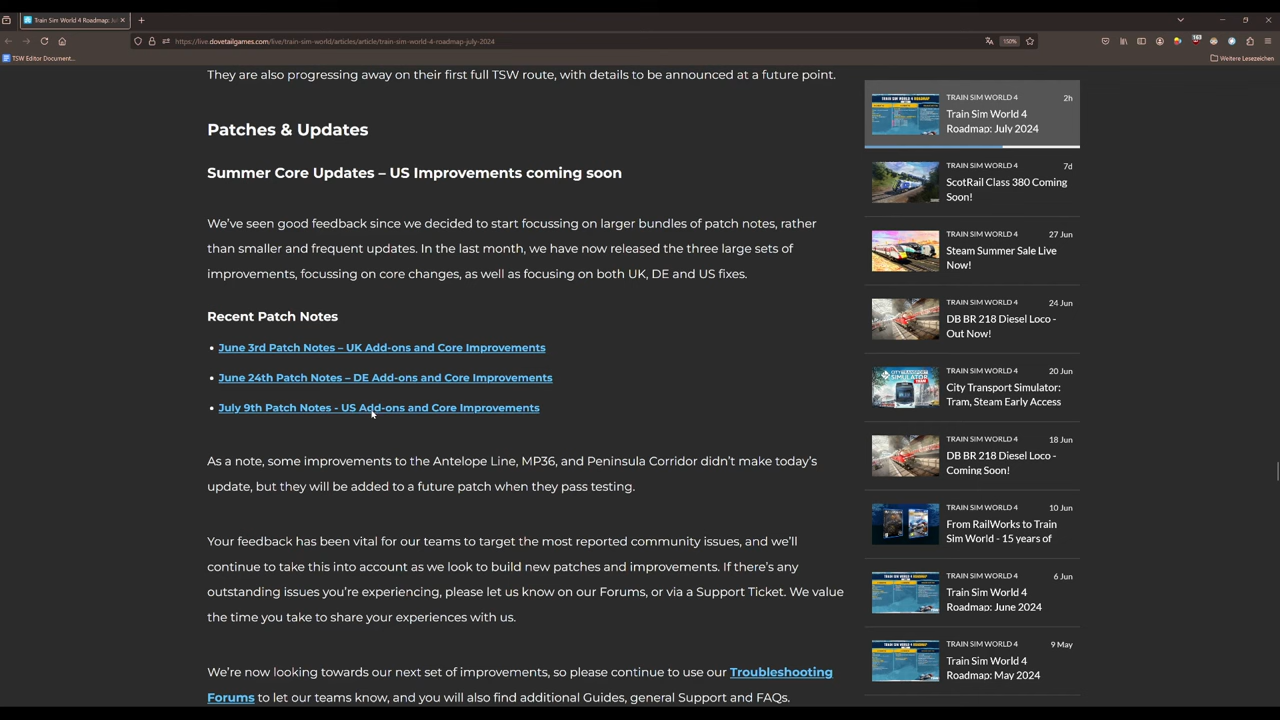 Train Sim World 4 Roadmap: Ju
https://live.dovetailgames.com/live/train-sim-world/articles/article/train-sim-world-4-roadmap-july-2024
150%
163
TSW Editor Document...
Weitere Lesezeichen
They are also progressing away on their first full TSW route, with details to be announced at a future point.
Patches & Updates
Summer Core Updates – US Improvements coming soon
We've seen good feedback since we decided to start focussing on larger bundles of patch notes, rather
than smaller and frequent updates. In the last month, we have now released the three large sets of
improvements, focussing on core changes, as well as focusing on both UK, DE and US fixes.
Recent Patch Notes
• June 3rd Patch Notes – UK Add-ons and Core Improvements
• June 24th Patch Notes – DE Add-ons and Core Improvements
• July 9th Patch Notes - US Add-ons and Core Improvements
As a note, some improvements to the Antelope Line, MP36, and Peninsula Corridor didn't make today's
update, but they will be added to a future patch when they pass testing.
Your feedback has been vital for our teams to target the most reported community issues, and we'll
continue to take this into account as we look to build new patches and improvements. If there's any
outstanding issues you're experiencing, please let us know on our Forums, or via a Support Ticket. We value
the time you take to share your experiences with us.
We're now looking towards our next set of improvements, so please continue to use our Troubleshooting
Forums to let our teams know, and you will also find additional Guides, general Support and FAQs.
TRAIN SIM WORLD 4 2h
Train Sim World 4
Roadmap: July 2024
TRAIN SIM WORLD 4 7d
ScotRail Class 380 Coming
Soon!
TRAIN SIM WORLD 4 27 Jun
Steam Summer Sale Live
Now!
TRAIN SIM WORLD 4 24 Jun
DB BR 218 Diesel Loco -
Out Now!
TRAIN SIM WORLD 4 20 Jun
City Transport Simulator:
Tram, Steam Early Access
TRAIN SIM WORLD 4 18 Jun
DB BR 218 Diesel Loco -
Coming Soon!
TRAIN SIM WORLD 4 10 Jun
From RailWorks to Train
Sim World - 15 years of
TRAIN SIM WORLD 4 6 Jun
Train Sim World 4
Roadmap: June 2024
TRAIN SIM WORLD 4 9 May
Train Sim World 4
Roadmap: May 2024